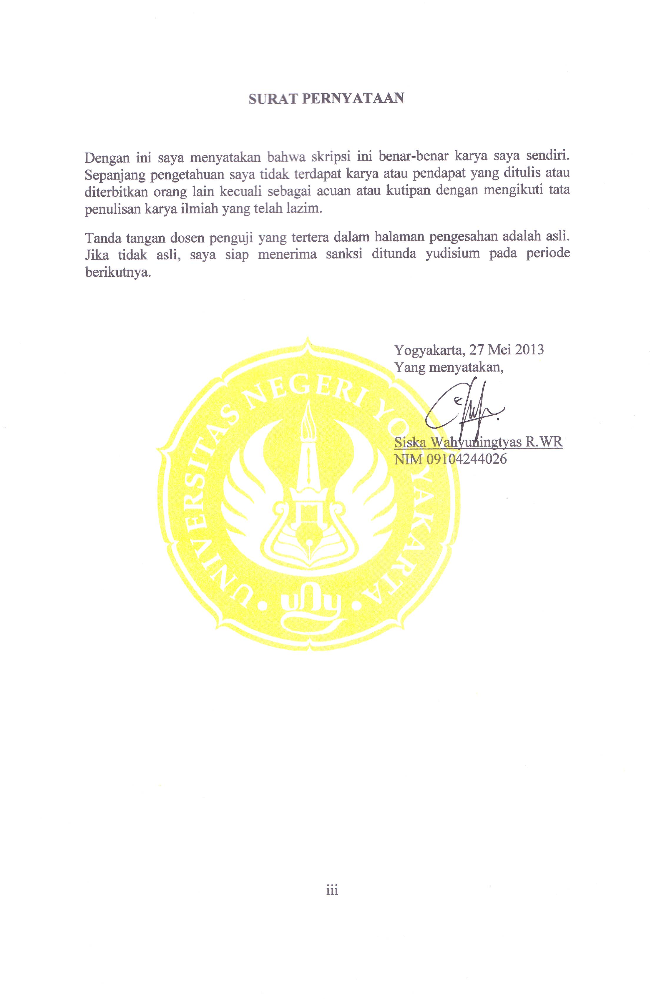 SURAT PERNYATAAN
Dengan ini saya menyatakan bahwa skripsi ini benar-benar karya saya sendiri.
Sepanjang pengetahuan saya tidak terdapat karya atau pendapat yang ditulis atau
diterbitkan orang lain kecuali sebagai acuan atau kutipan dengan mengikuti tata
penulisan karya ilmiah yang telah lazim.
Tanda tangan dosen penguji yang tertera dalam halaman pengesahan adalah asli.
Jika tidak asli, saya siap menerima sanksi ditunda yudisium pada periode
berikutnya.
Yogyakarta, 27 Mei 2013
Yang menyatakan,
Siska Wahyuningtyas R.WR
NIM 09104244026
UNIVERSITAS NEGERI YOGYAKARTA
uny
iii